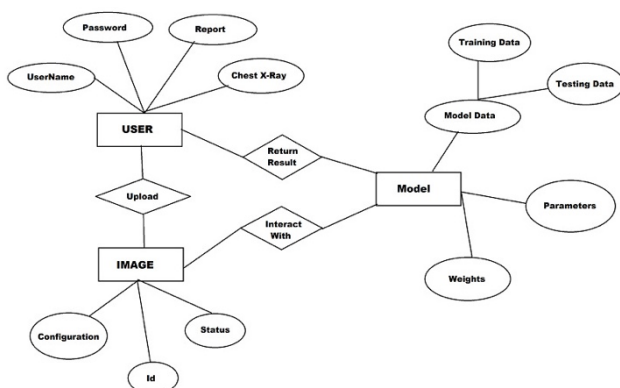 Password
Report
Training Data
UserName
Chest X-Ray
Testing Data
Model Data
USER
Return
Result
Model
Upload
Parameters
Interact
With
IMAGE
Weights
Configuration
Status
Id